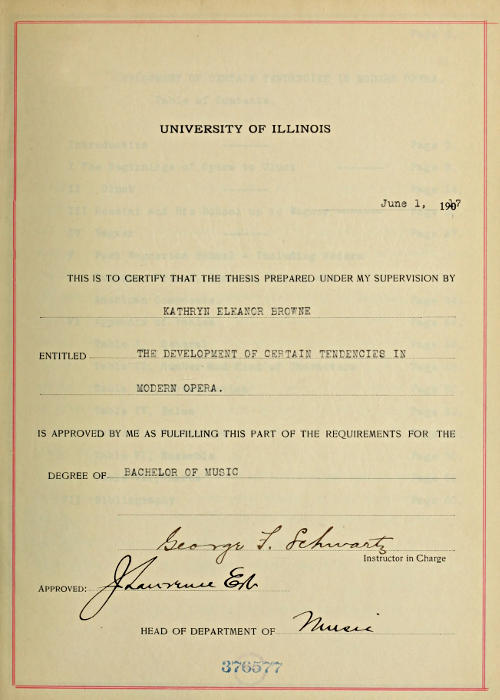 UNIVERSITY OF ILLINOIS
June 1, 1917
THIS IS TO CERTIFY THAT THE THESIS PREPARED UNDER MY SUPERVISION BY
KATHRYN ELEANOR BROWNE
ENTITLED THE DEVELOPMENT OF CERTAIN TENDENCIES IN
MODERN OPERA.
IS APPROVED BY ME AS FULFILLING THIS PART OF THE REQUIREMENTS FOR THE
DEGREE OF BACHELOR OF MUSIC
George F. Schwartz
Instructor in Charge
APPROVED: J Lawrence Erb
HEAD OF DEPARTMENT OF Music
376577